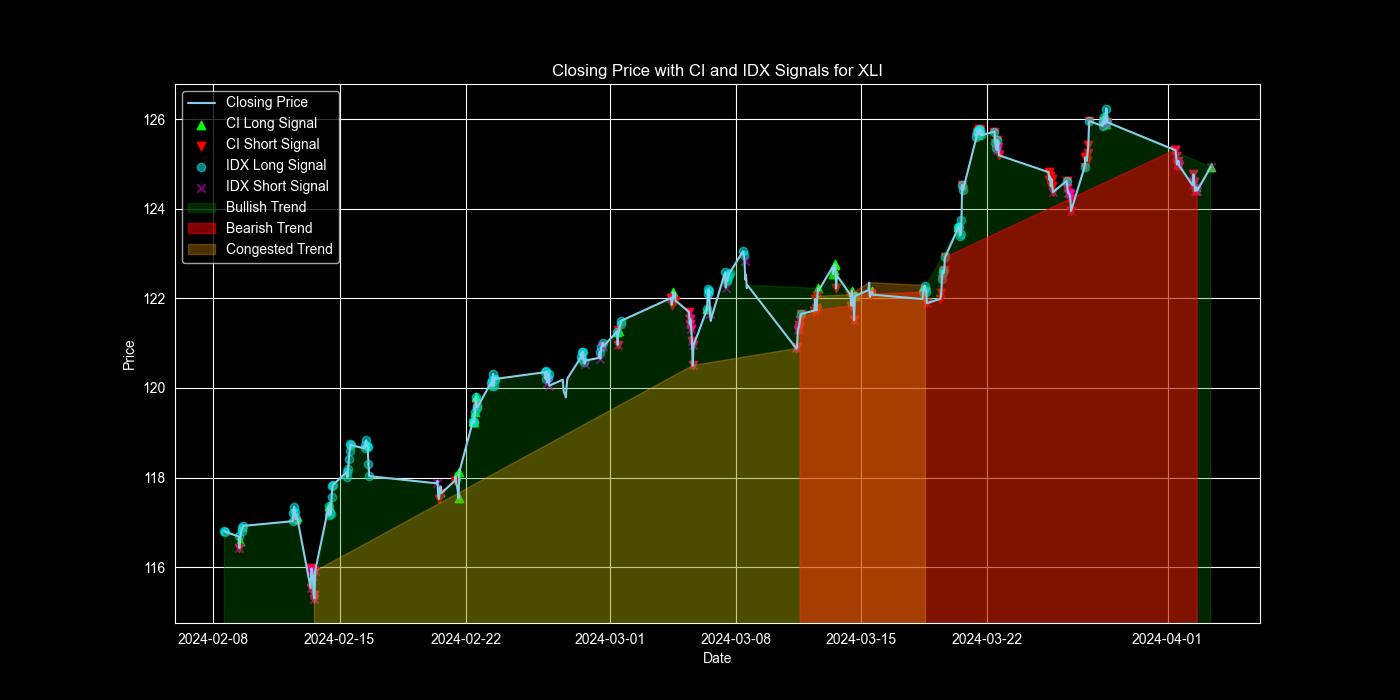 Closing Price with CI and IDX Signals for XLI
Closing Price
CI Long Signal
CI Short Signal
IDX Long Signal
IDX Short Signal
Bullish Trend
Bearish Trend
Congested Trend
126
124
122
120
118
116
Price
2024-02-08 2024-02-15 2024-02-22 2024-03-01 2024-03-08 2024-03-15 2024-03-22 2024-04-01
Date